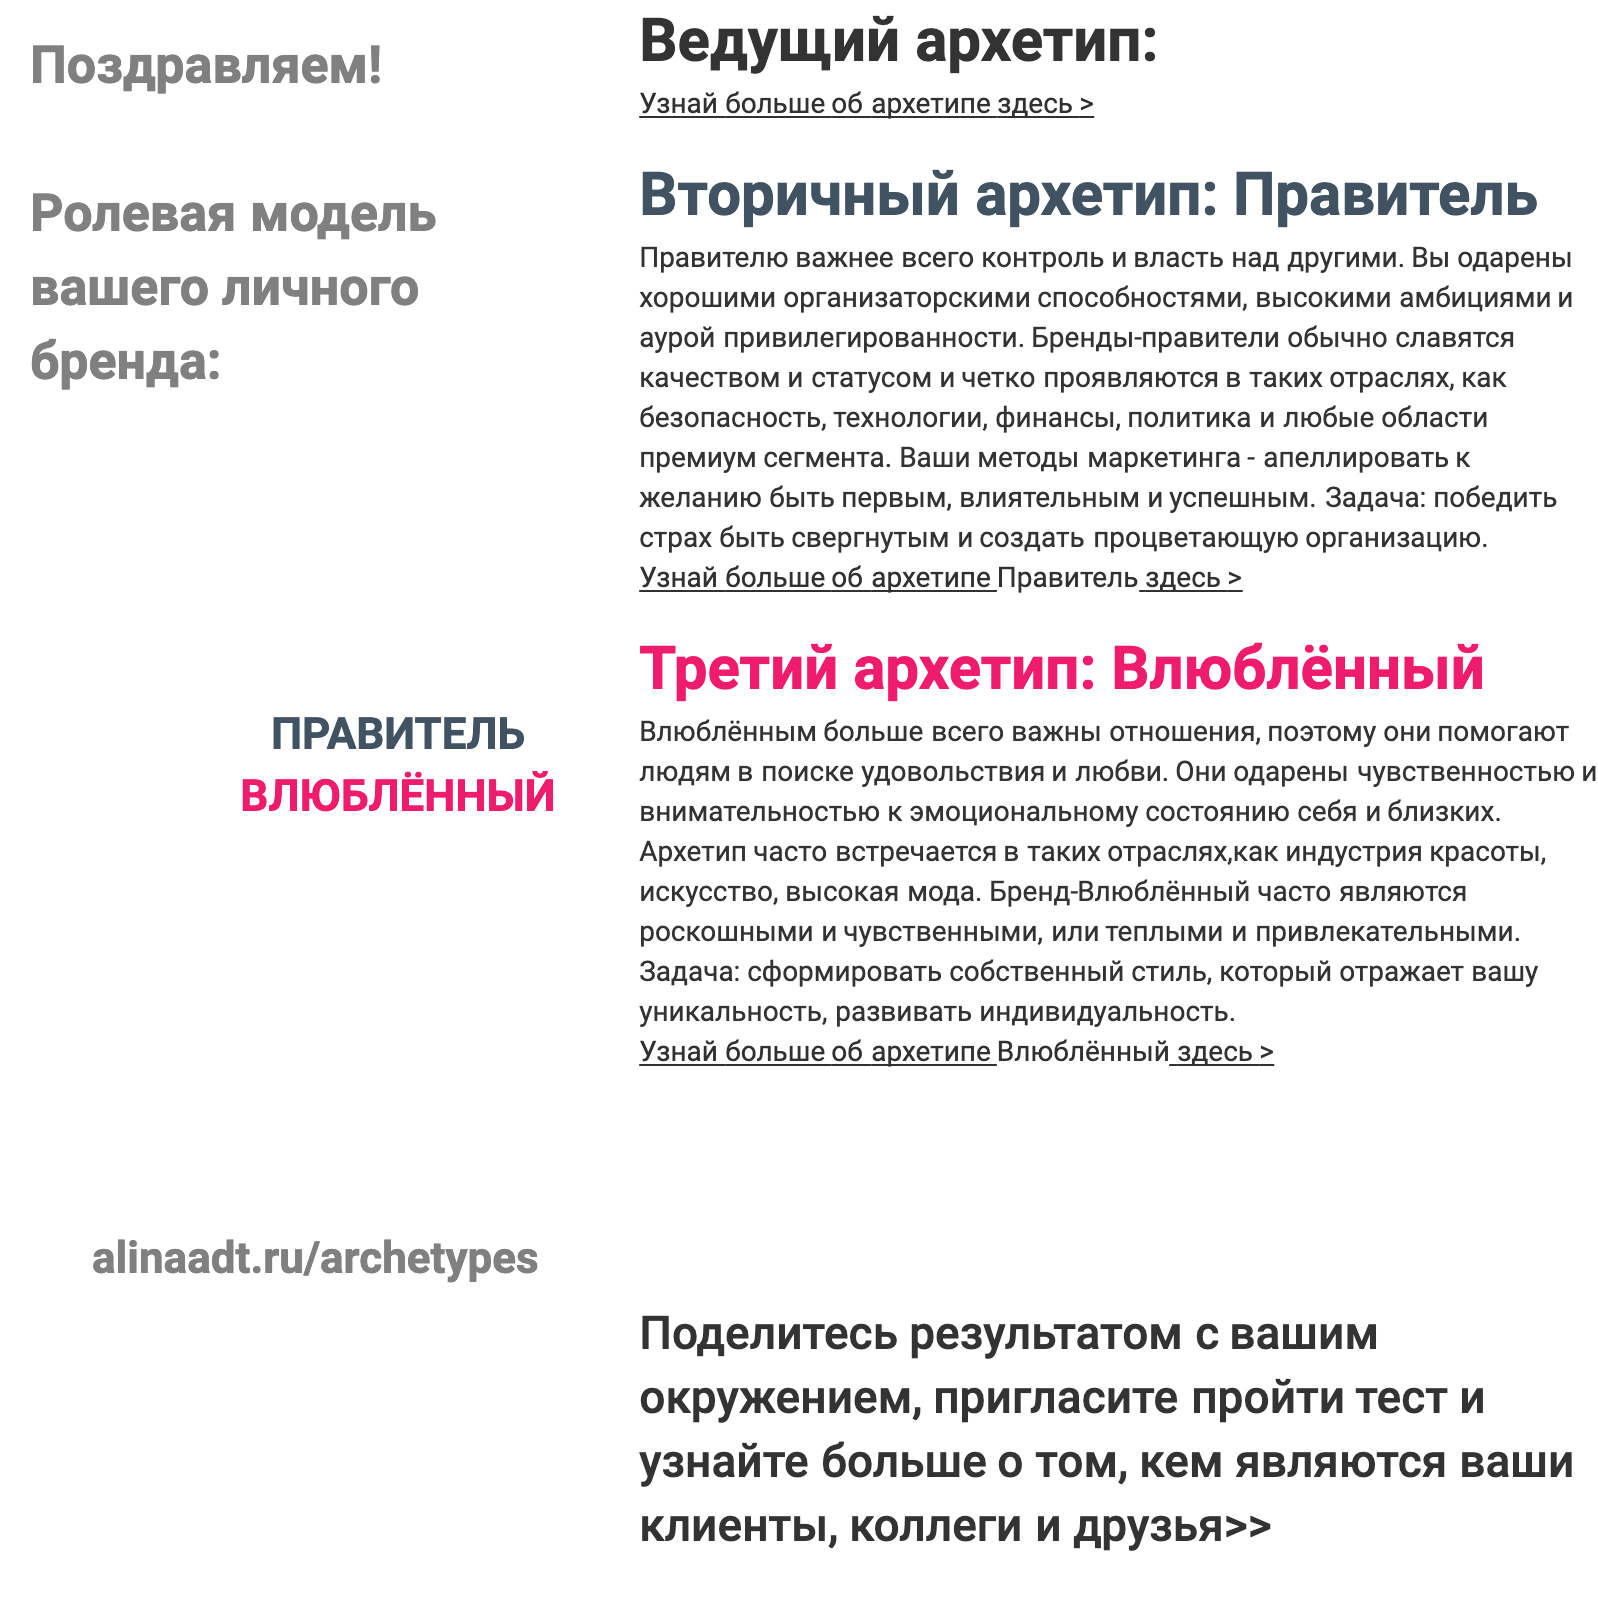 Поздравляем!
Ролевая модель
вашего личного
бренда:
ПРАВИТЕЛЬ
ВЛЮБЛЁННЫЙ
alinaadt.ru/archetypes
Ведущий архетип:
Узнай больше об архетипе здесь >
Вторичный архетип: Правитель
Правителю важнее всего контроль и власть над другими. Вы одарены
хорошими организаторскими способностями, высокими амбициями и
аурой привилегированности. Бренды-правители обычно славятся
качеством и статусом и четко проявляются в таких отраслях, как
безопасность, технологии, финансы, политика и любые области
премиум сегмента. Ваши методы маркетинга - апеллировать к
желанию быть первым, влиятельным и успешным. Задача: победить
страх быть свергнутым и создать процветающую организацию.
Узнай больше об архетипе Правитель здесь >
Третий архетип: Влюблённый
Влюблённым больше всего важны отношения, поэтому они помогают
людям в поиске удовольствия и любви. Они одарены чувственностью и
внимательностью к эмоциональному состоянию себя и близких.
Архетип часто встречается в таких отраслях,как индустрия красоты,
искусство, высокая мода. Бренд-Влюблённый часто являются
роскошными и чувственными, или теплыми и привлекательными.
Задача: сформировать собственный стиль, который отражает вашу
уникальность, развивать индивидуальность.
Узнай больше об архетипе Влюблённый здесь >
Поделитесь результатом с вашим
окружением, пригласите пройти тест и
узнайте больше о том, кем являются ваши
клиенты, коллеги и друзья>>